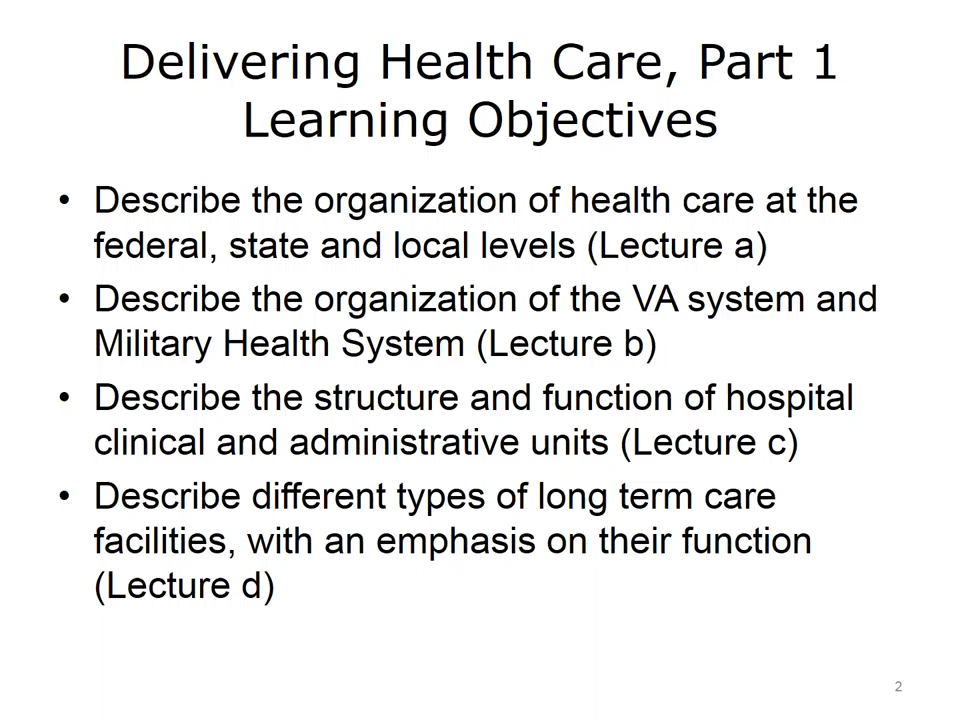 Delivering Health Care, Part 1
Learning Objectives
• Describe the organization of health care at the
federal, state and local levels (Lecture a)
• Describe the organization of the VA system and
Military Health System (Lecture b)
• Describe the structure and function of hospital
clinical and administrative units (Lecture c)
• Describe different types of long term care
facilities, with an emphasis on their function
(Lecture d)
2